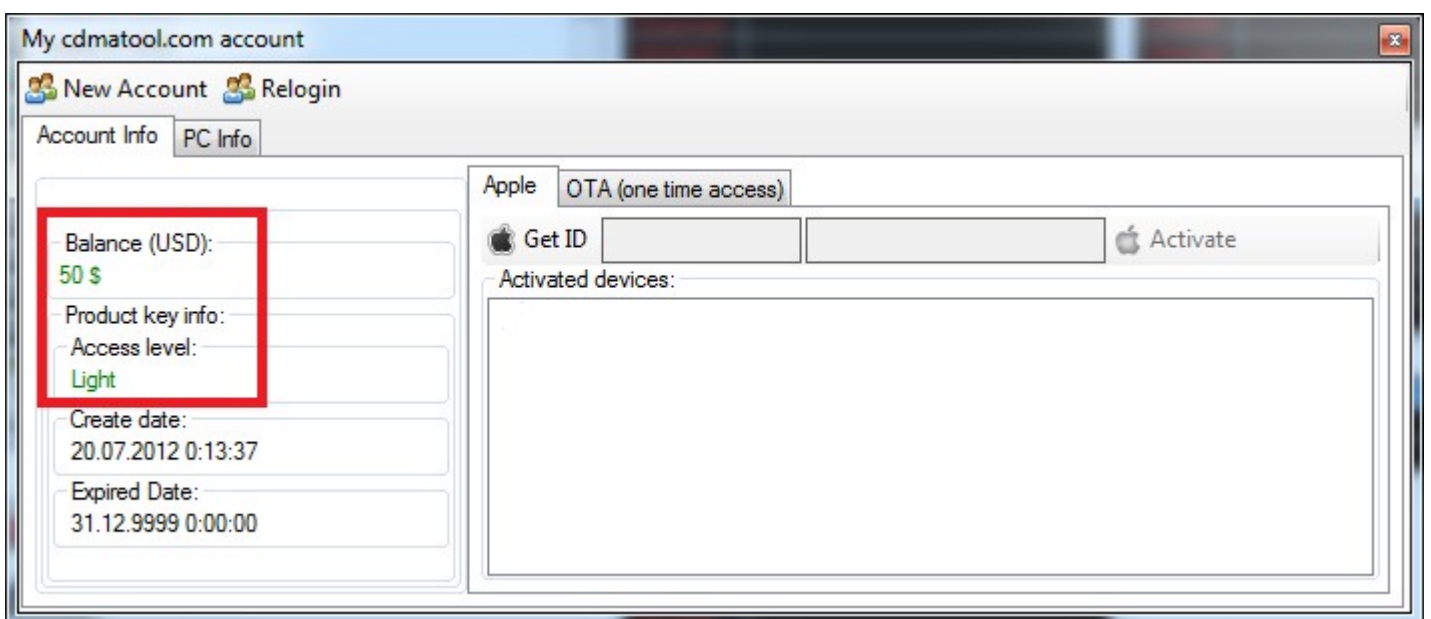 My cdmatool.com account
New Account Relogin
Account Info PC Info
Balance (USD):
50 $
Product key info:
Access level:
Light
Create date:
20.07.2012 0:13:37
Expired Date:
31.12.9999 0:00:00
Apple OTA (one time access)
Get ID Activate
Activated devices: